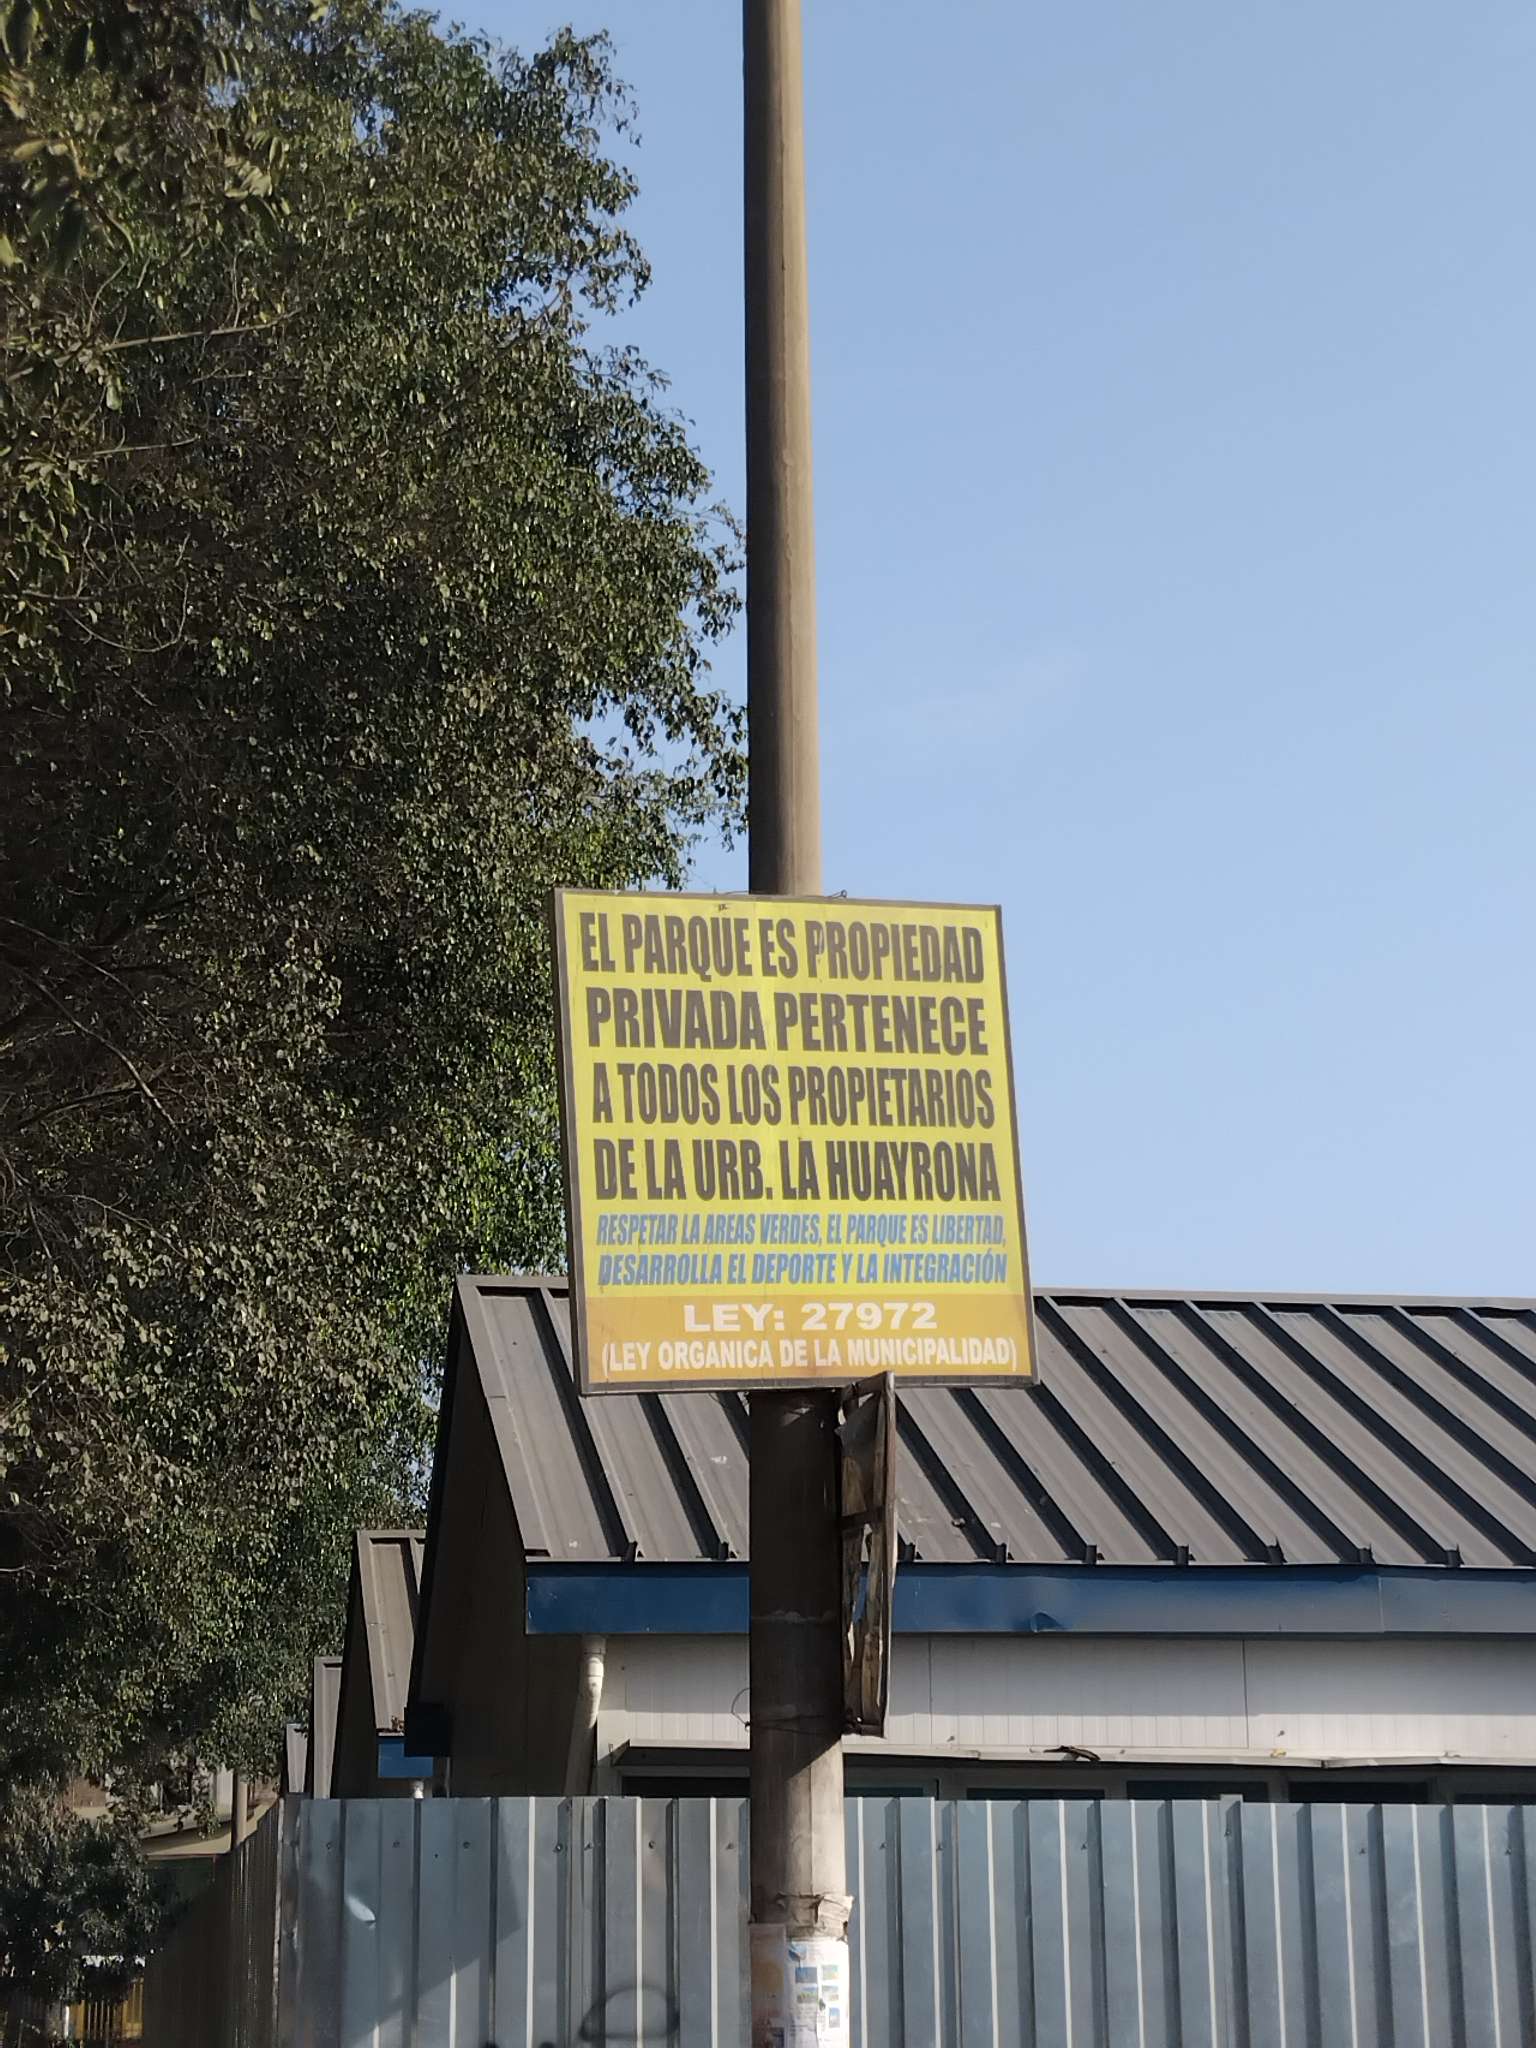 EL PARQUE ES PROPIEDAD
PRIVADA PERTENECE
A TODOS LOS PROPIETARIOS
DE LA URB. LA HUAYRONA
RESPETAR LA AREAS VERDES, EL PARQUE ES LIBERTAD,
DESARROLLA EL DEPORTE Y LA INTEGRACIÓN
LEY: 27972
(LEY ORGANICA DE LA MUNICIPALIDAD)